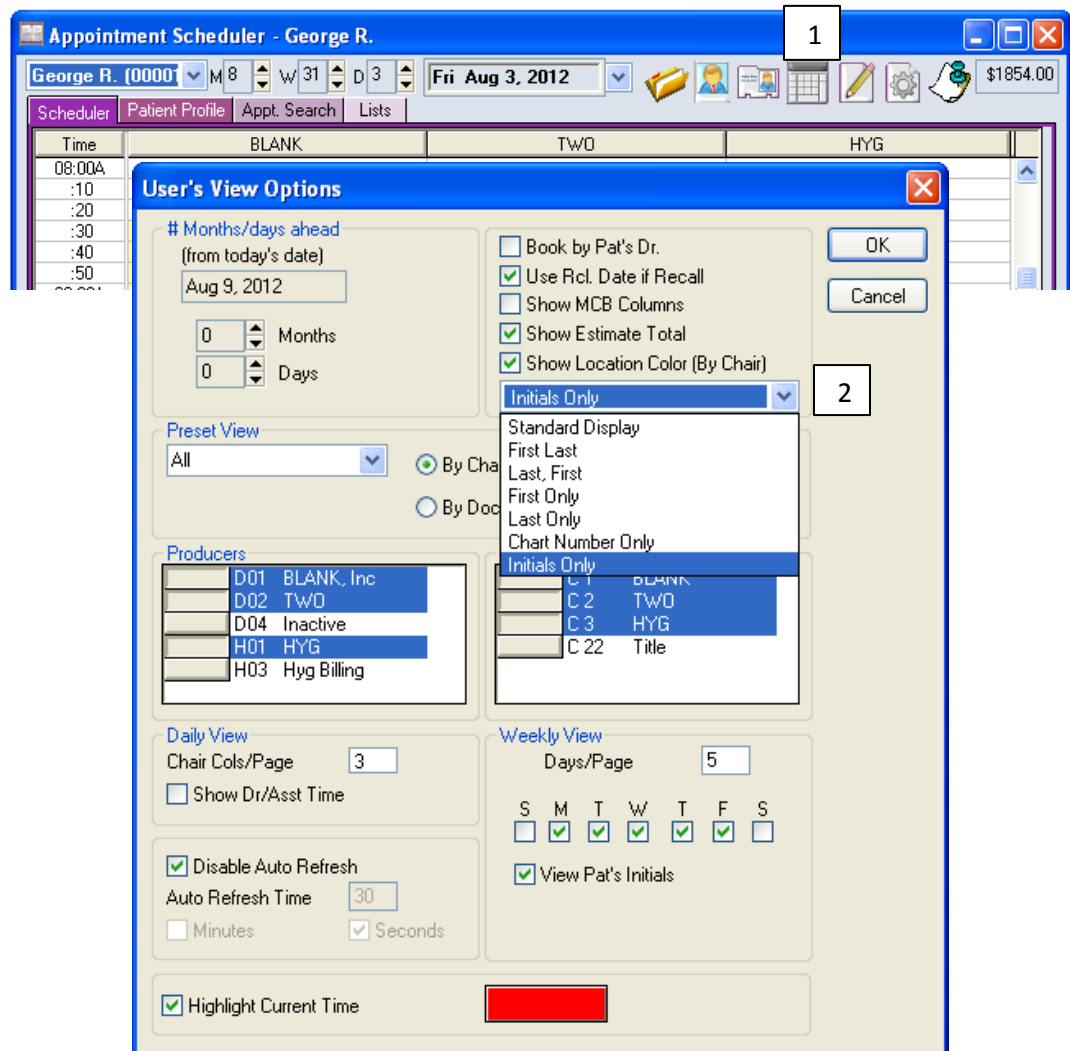 Appointment Scheduler - George R.
1
George R. (00001 M 8 W 31 D 3 Fri Aug 3, 2012 $1854.00
Scheduler Patient Profile Appt. Search Lists
Time BLANK TWO HYG
08:00A
:10
:20
:30
:40
:50
User's View Options
# Months/days ahead
(from today's date)
Aug 9, 2012
0 Months
0 Days
Book by Pat's Dr.
Use Rcl. Date if Recall
Show MCB Columns
Show Estimate Total
Show Location Color (By Chair)
Initials Only
2
OK
Cancel
Standard Display
First Last
Last, First
First Only
Last Only
Chart Number Only
Initials Only
Preset View
All
By Cha
By Doc
Producers
D01 BLANK, Inc
D02 TWO
D04 Inactive
H01 HYG
H03 Hyg Billing
C 1 BLANK
C 2 TWO
C 3 HYG
C 22 Title
Daily View
Chair Cols/Page 3
Show Dr/Asst Time
Weekly View
Days/Page 5
S M T W T F S
View Pat's Initials
Disable Auto Refresh
Auto Refresh Time 30
Minutes Seconds
Highlight Current Time